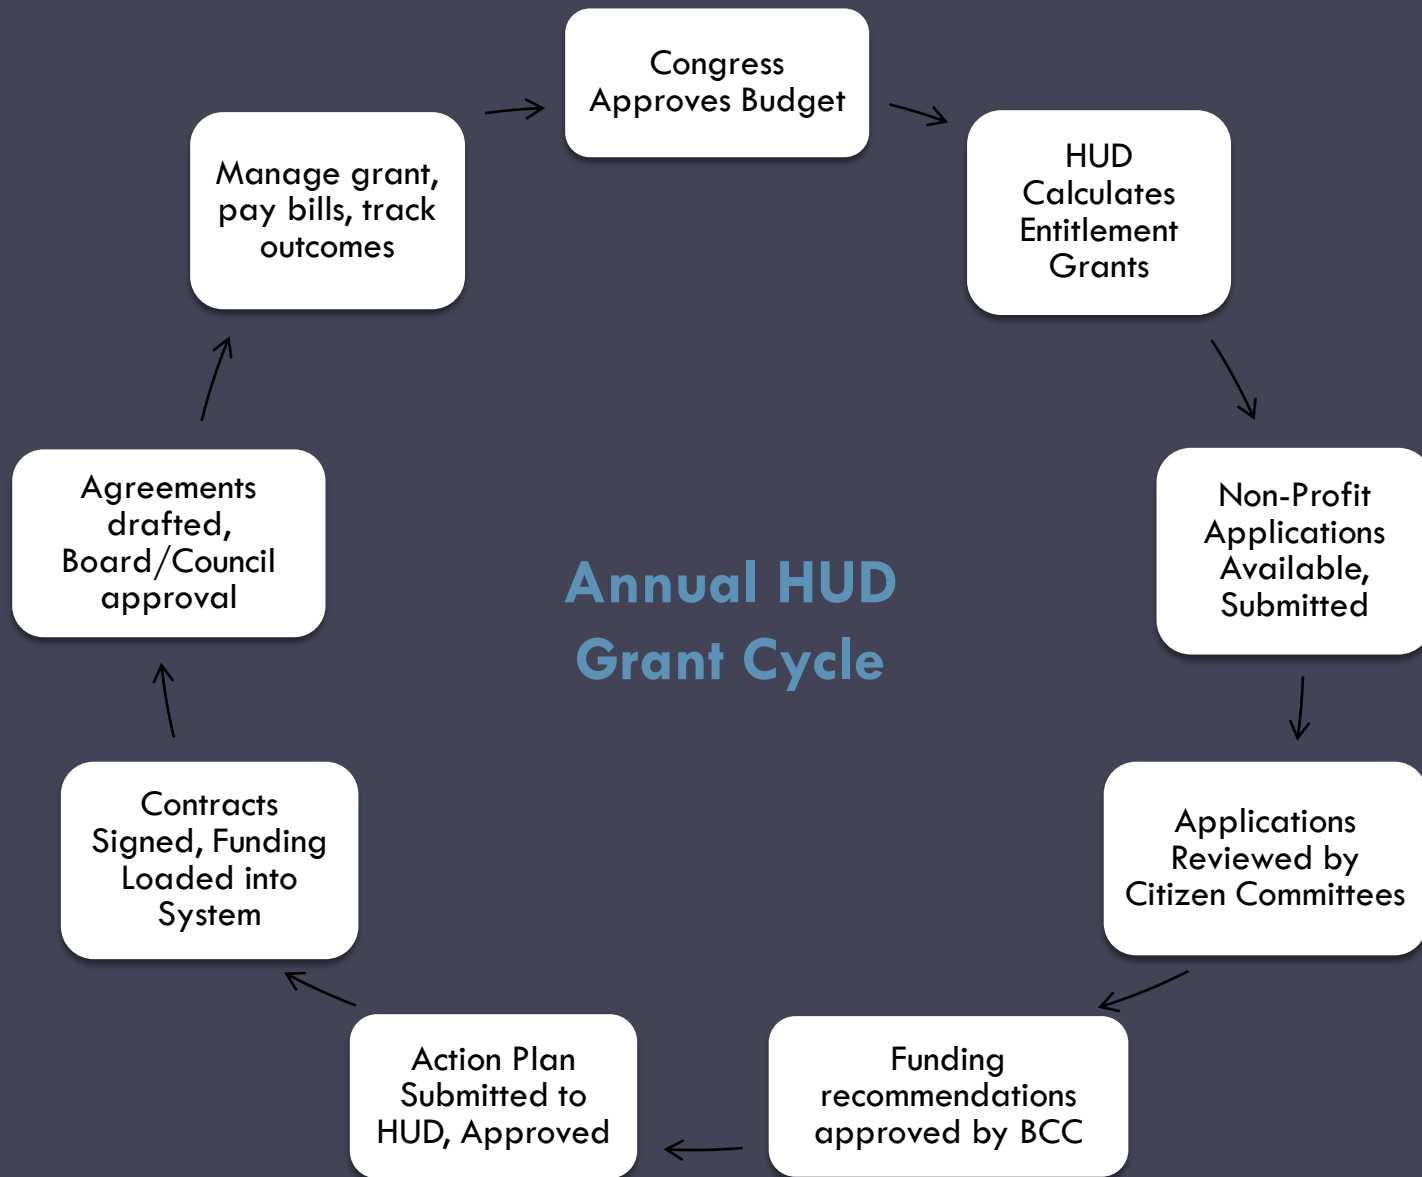 Congress
Approves Budget
HUD
Calculates
Entitlement
Grants
Non-Profit
Applications
Available,
Submitted
Applications
Reviewed by
Citizen Committees
Funding
recommendations
approved by BCC
Action Plan
Submitted to
HUD, Approved
Contracts
Signed, Funding
Loaded into
System
Agreements
drafted,
Board/Council
approval
Manage grant,
pay bills, track
outcomes
Annual HUD
Grant Cycle